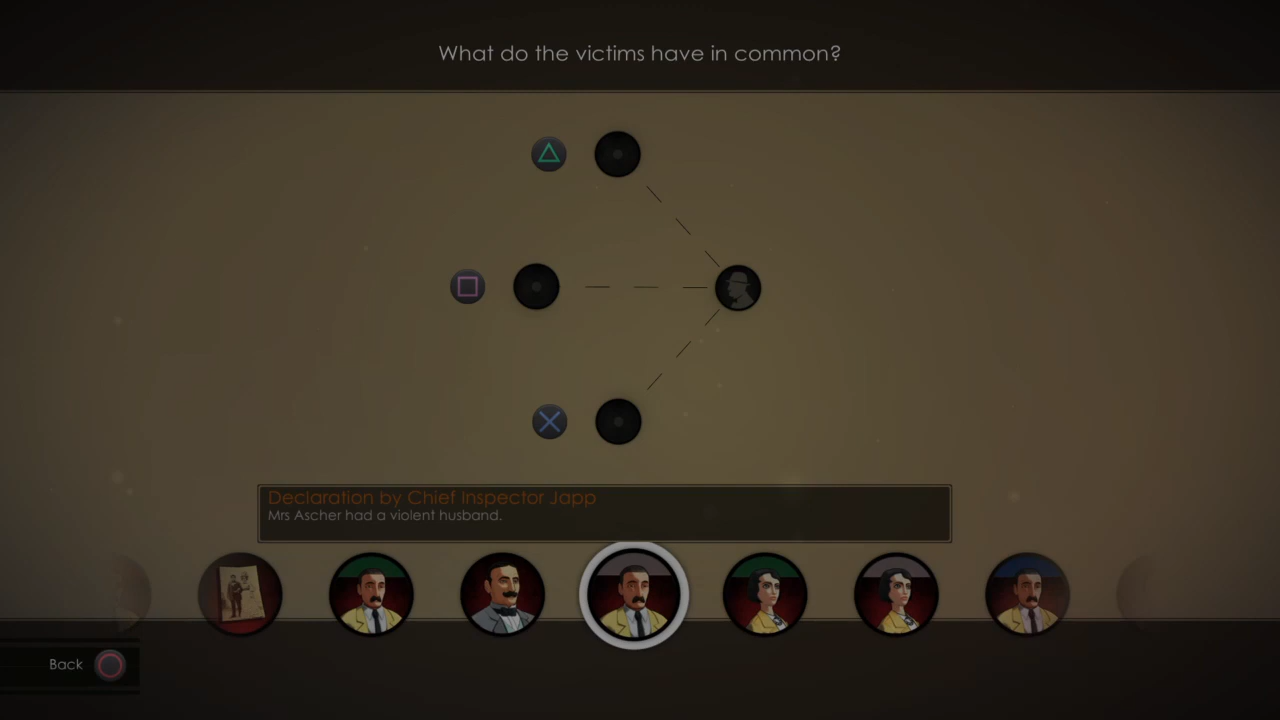 What do the victims have in common?
Declaration by Chief Inspector Japp
Mrs Ascher had a violent husband.
Back